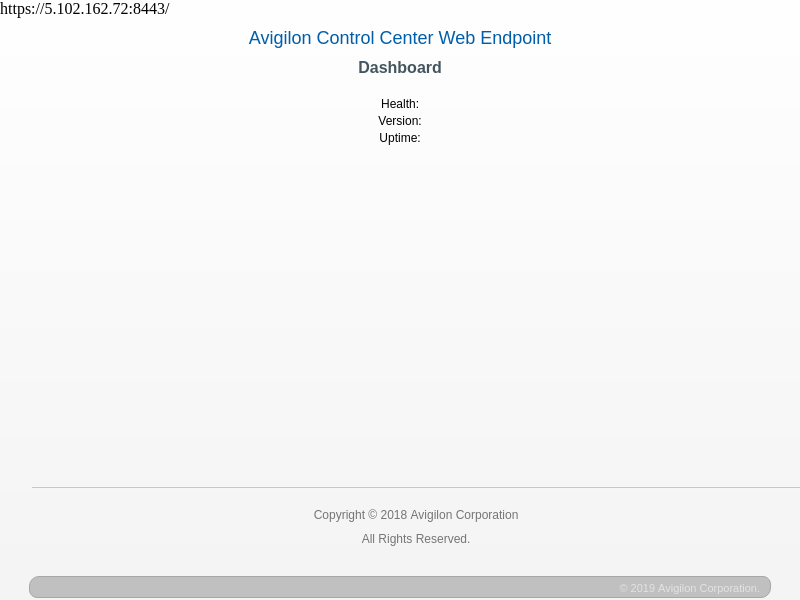 https://5.102.162.72:8443/
Avigilon Control Center Web Endpoint
Dashboard
Health:
Version:
Uptime:
Copyright © 2018 Avigilon Corporation
All Rights Reserved.
© 2019 Avigilon Corporation.